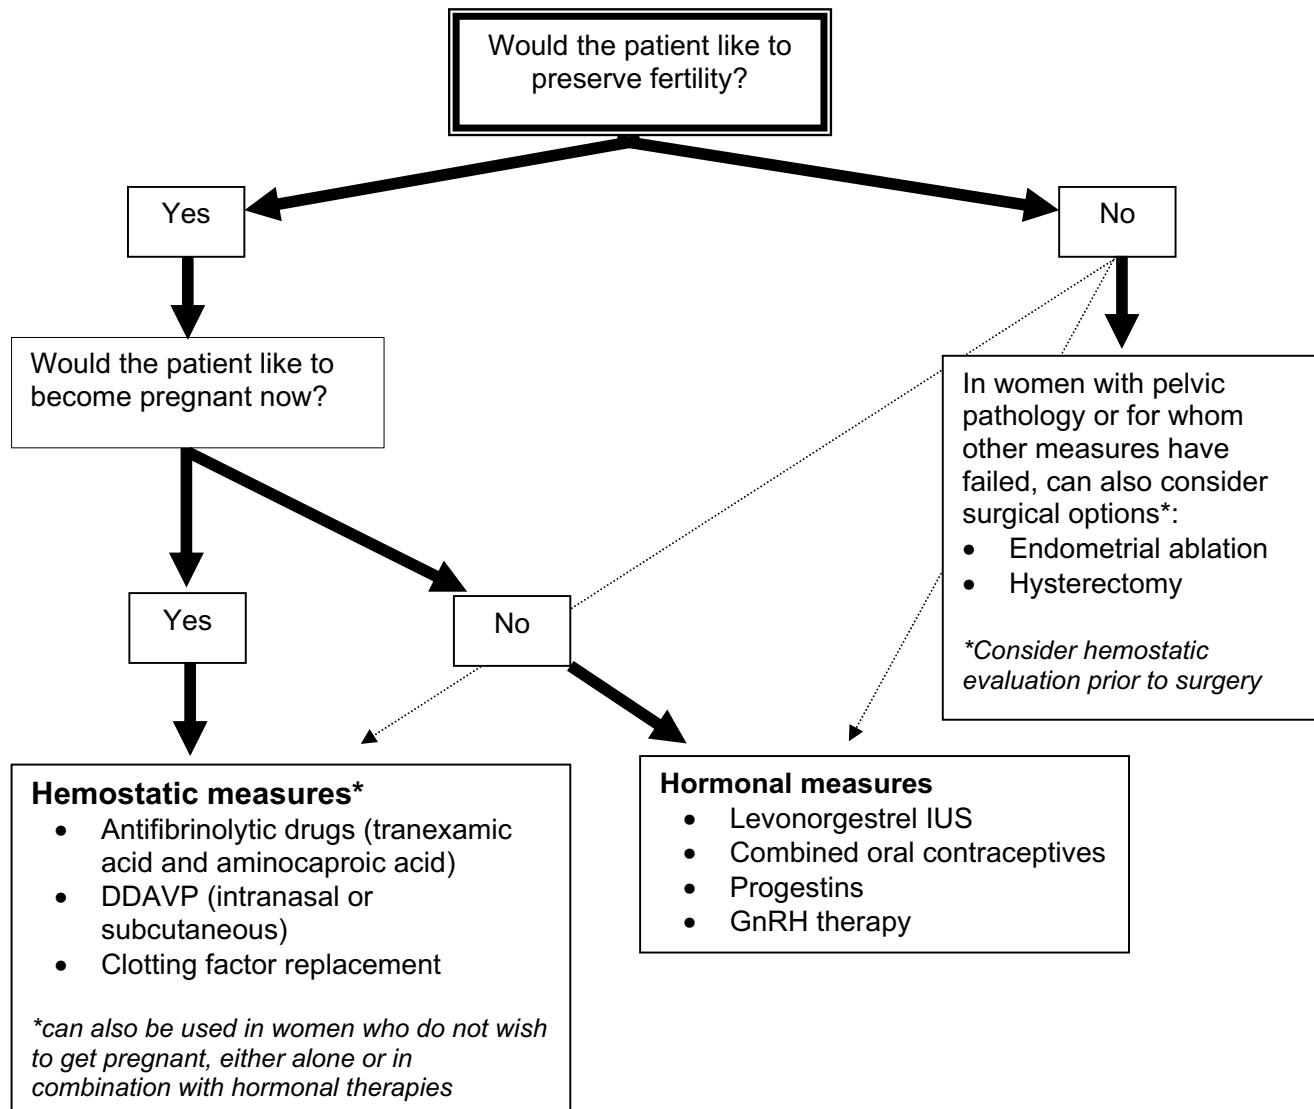 Would the patient like to
preserve fertility?
Yes
No
Would the patient like to
become pregnant now?
In women with pelvic
pathology or for whom
other measures have
failed, can also consider
surgical options*:
• Endometrial ablation
• Hysterectomy
*Consider hemostatic
evaluation prior to surgery
Yes
No
Hemostatic measures*
• Antifibrinolytic drugs (tranexamic
acid and aminocaproic acid)
• DDAVP (intranasal or
subcutaneous)
• Clotting factor replacement
*can also be used in women who do not wish
to get pregnant, either alone or in
combination with hormonal therapies
Hormonal measures
• Levonorgestrel IUS
• Combined oral contraceptives
• Progestins
• GnRH therapy